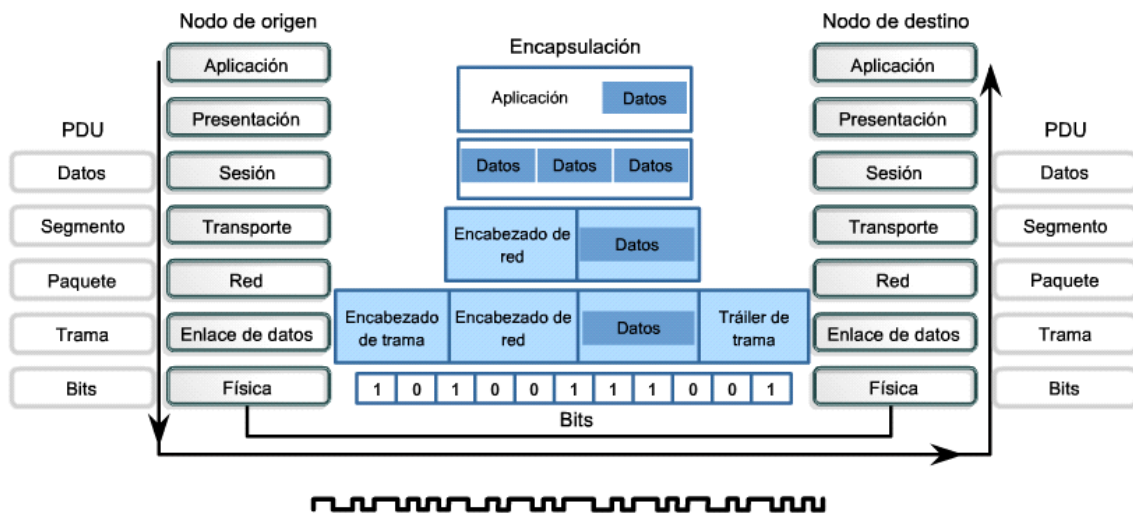 Nodo de origen
Nodo de destino
Encapsulación
Aplicación
Presentación
Sesión
Transporte
Red
Enlace de datos
Física
PDU
Datos
Segmento
Paquete
Trama
Bits
Aplicación
Datos
Datos
Datos
Datos
Encabezado de
red
Datos
Encabezado
de trama
Encabezado de
red
Datos
Tráiler de
trama
1 0 1 0 0 1 1 1 0 0 1
Bits
Aplicación
Presentación
Sesión
Transporte
Red
Enlace de datos
Física
PDU
Datos
Segmento
Paquete
Trama
Bits